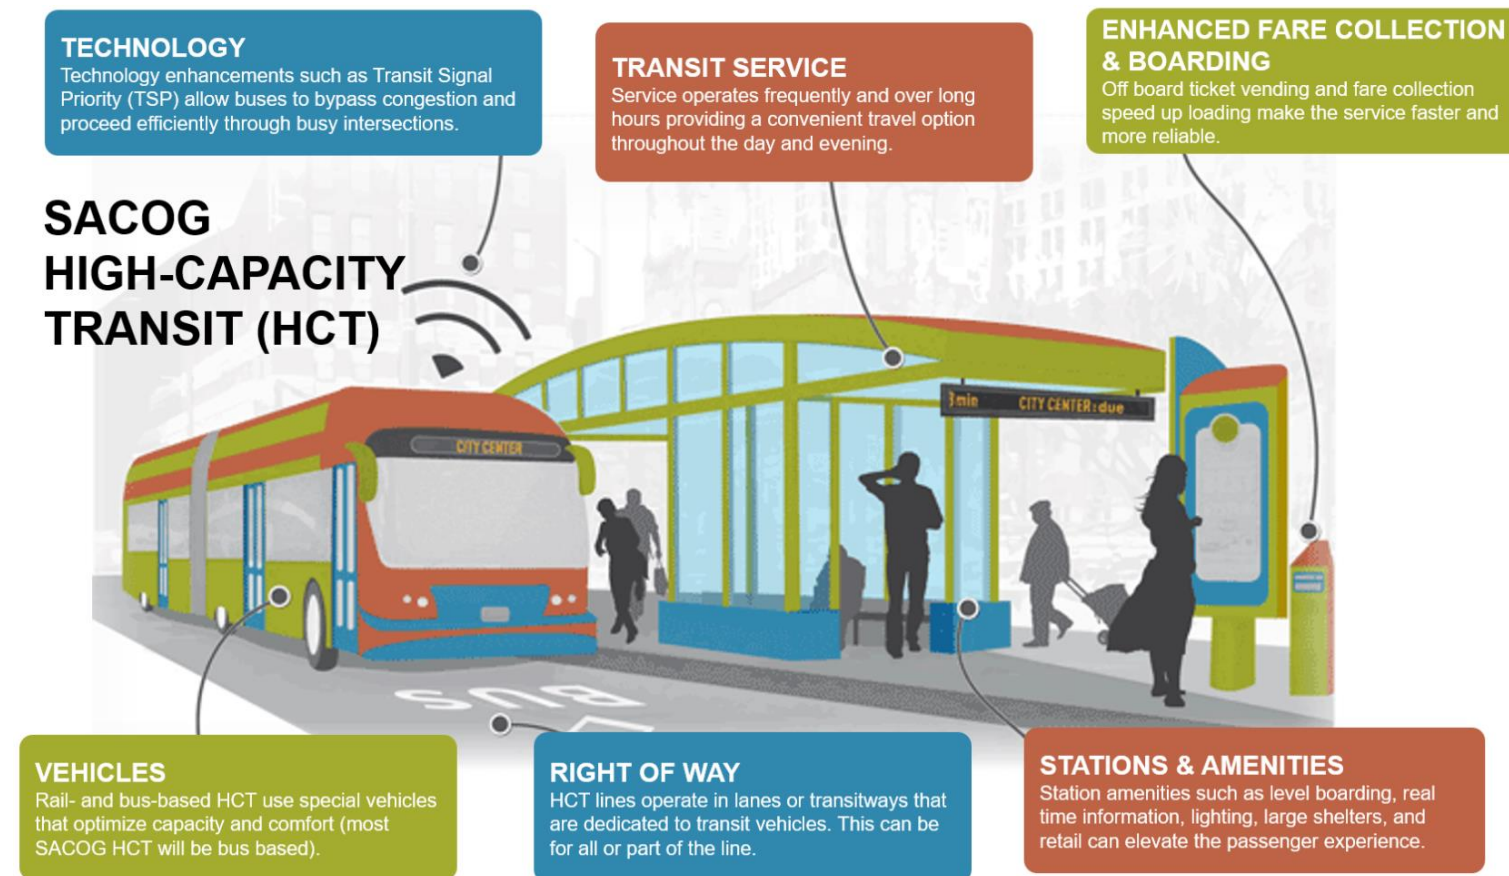 TECHNOLOGY
Technology enhancements such as Transit Signal
Priority (TSP) allow buses to bypass congestion and
proceed efficiently through busy intersections.
TRANSIT SERVICE
Service operates frequently and over long
hours providing a convenient travel option
throughout the day and evening.
ENHANCED FARE COLLECTION
& BOARDING
Off board ticket vending and fare collection
speed up loading make the service faster and
more reliable.
SACOG
HIGH-CAPACITY
TRANSIT (HCT)
3min CITY CENTER:due
CITY CENTER
BUS
VEHICLES
Rail- and bus-based HCT use special vehicles
that optimize capacity and comfort (most
SACOG HCT will be bus based).
RIGHT OF WAY
HCT lines operate in lanes or transitways that
are dedicated to transit vehicles. This can be
for all or part of the line.
STATIONS & AMENITIES
Station amenities such as level boarding, real
time information, lighting, large shelters, and
retail can elevate the passenger experience.